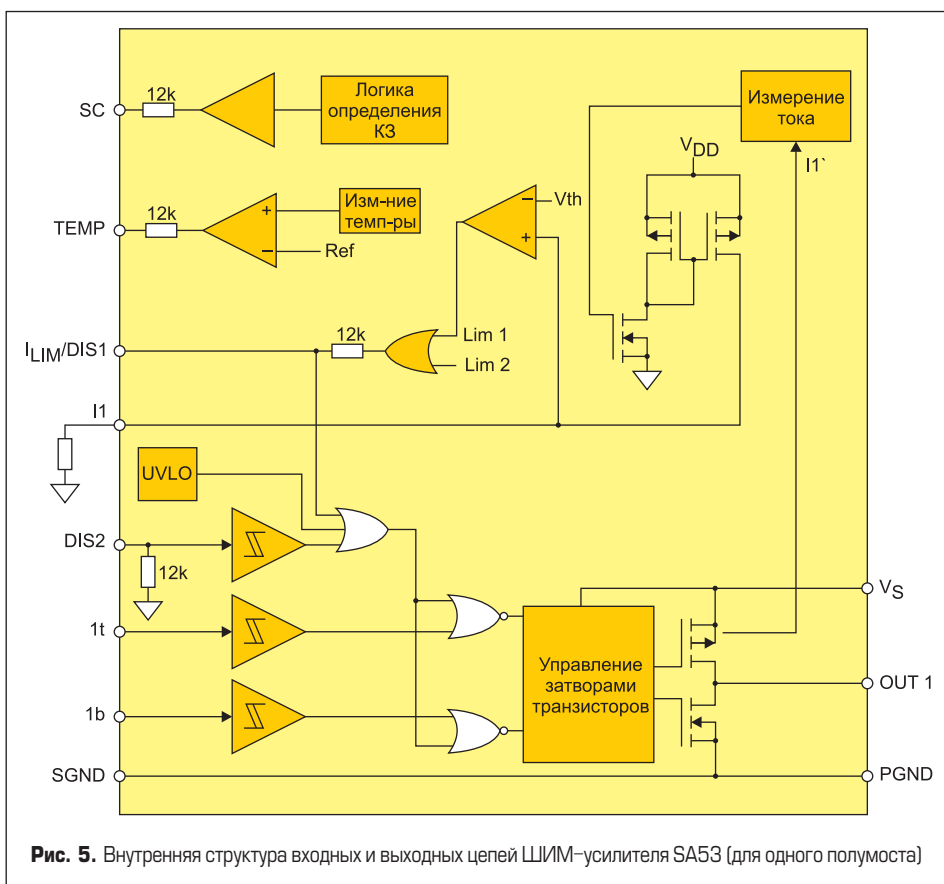 SC
12k
Логика
определения
КЗ
Измерение
тока
I1`
VDD
TEMP
12k
+
−
Изм-ние
темп-ры
Ref
−
+
Vth
ILIM/DIS1
12k
Lim 1
Lim 2
I1
UVLO
DIS2
12k
1t
1b
Управление
затворами
транзисторов
VS
OUT 1
SGND
PGND
Рис. 5. Внутренняя структура входных и выходных цепей ШИМ–усилителя SA53 (для одного полумоста)